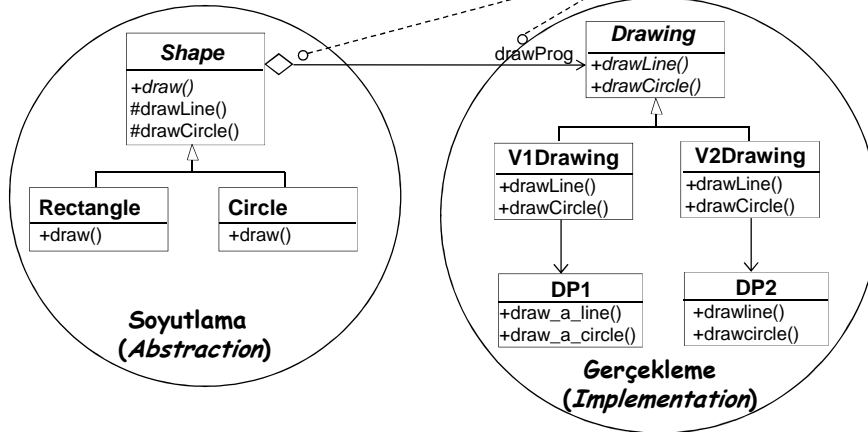 Shape
+draw()
#drawLine()
#drawCircle()
Rectangle
+draw()
Circle
+draw()
Soyutlama
(Abstraction)
drawProg
Drawing
+drawLine()
+drawCircle()
V1Drawing
+drawLine()
+drawCircle()
V2Drawing
+drawLine()
+drawCircle()
DP1
+draw_a_line()
+draw_a_circle()
DP2
+drawline()
+drawcircle()
Gerçekleme
(Implementation)